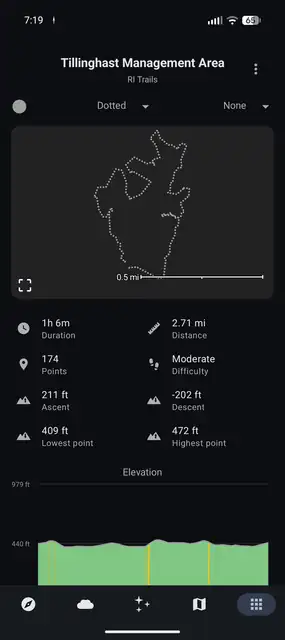 7:19
65
Tillinghast Management Area
RI Trails
Dotted
None
0.5 mi
1h 6m
Duration
2.71 mi
Distance
174
Points
Moderate
Difficulty
211 ft
Ascent
-202 ft
Descent
409 ft
Lowest point
472 ft
Highest point
Elevation
979 ft
440 ft